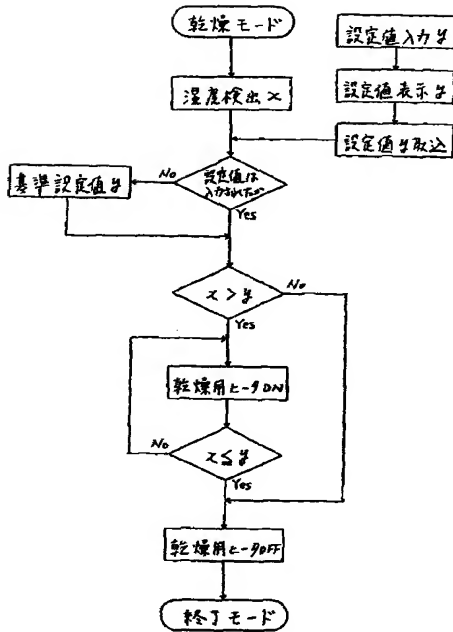 乾燥モード
設定値入力y
湿度検出x
設定値表示y
設定値y取込
設定値は
入力されたか
No
基準設定値y
Yes
x>y
No
Yes
乾燥用ヒータON
No
x≦y
Yes
乾燥用ヒータOFF
終了モード